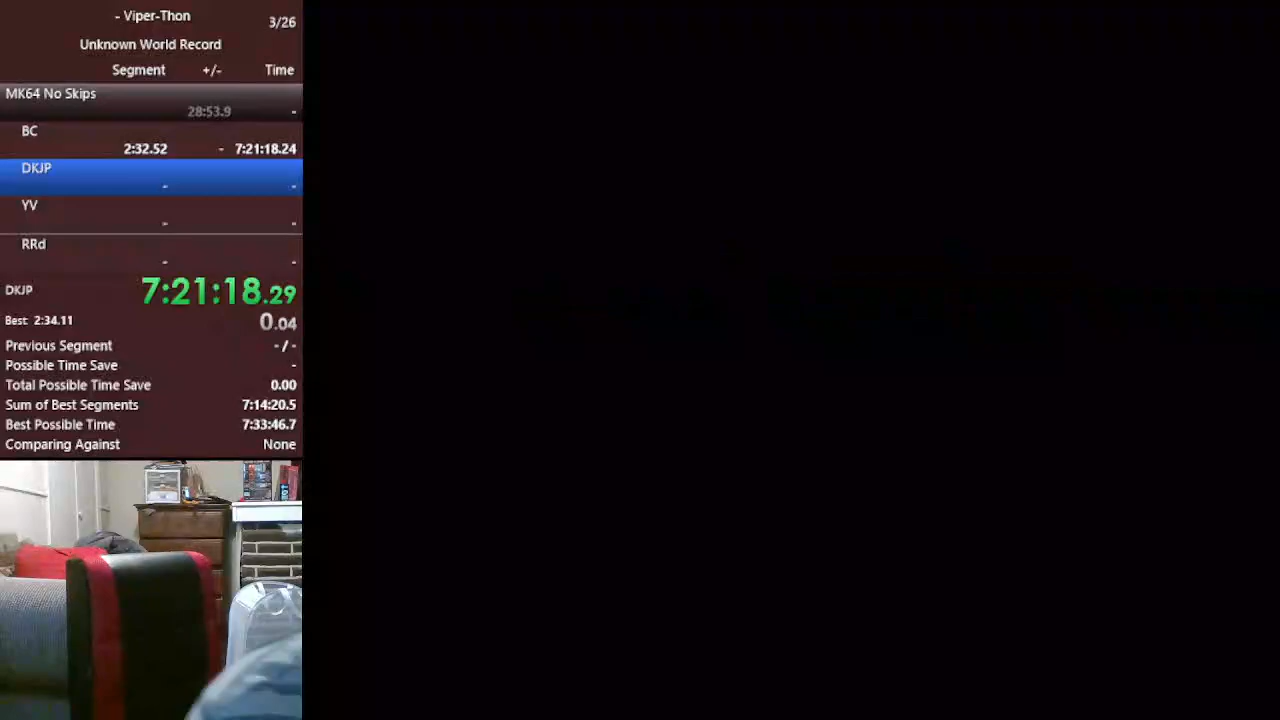 - Viper-Thon
3/26
Unknown World Record
Segment +/- Time
MK64 No Skips
28:53.9 -
BC
2:32.52 - 7:21:18.24
DKJP
- -
YV
- -
RRd
- -
DKJP 7:21:18.29
Best 2:34.11 0.04
Previous Segment - / -
Possible Time Save -
Total Possible Time Save 0.00
Sum of Best Segments 7:14:20.5
Best Possible Time 7:33:46.7
Comparing Against None